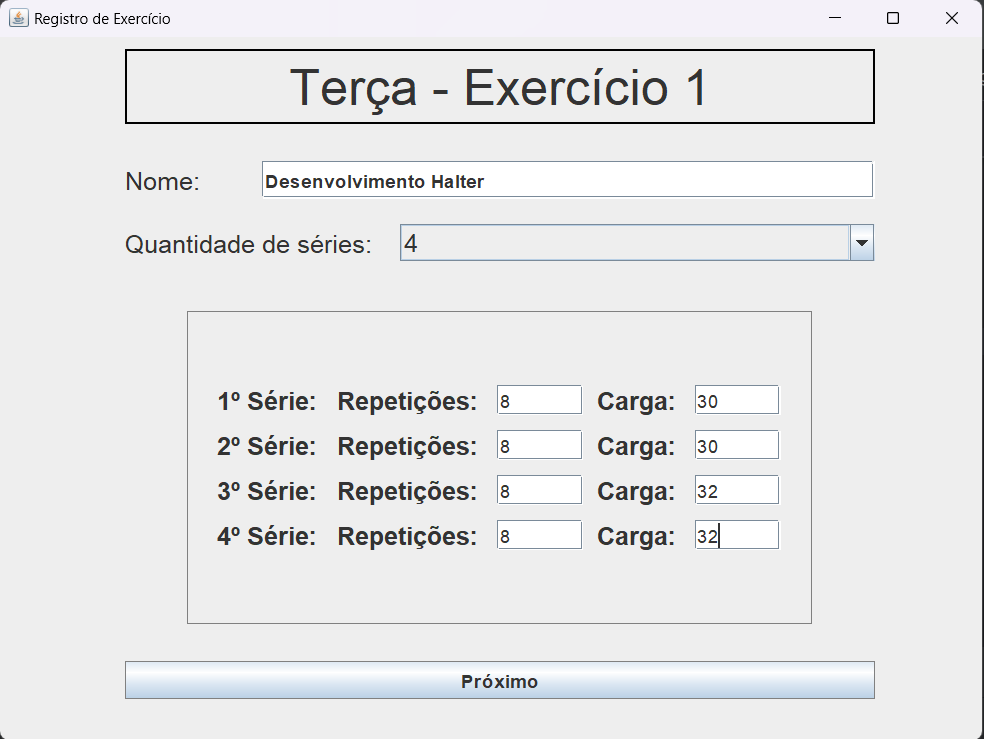 Registro de Exercício
Terça - Exercício 1
Nome: Desenvolvimento Halter
Quantidade de séries: 4
1º Série: Repetições: 8 Carga: 30
2º Série: Repetições: 8 Carga: 30
3º Série: Repetições: 8 Carga: 32
4º Série: Repetições: 8 Carga: 32
Próximo